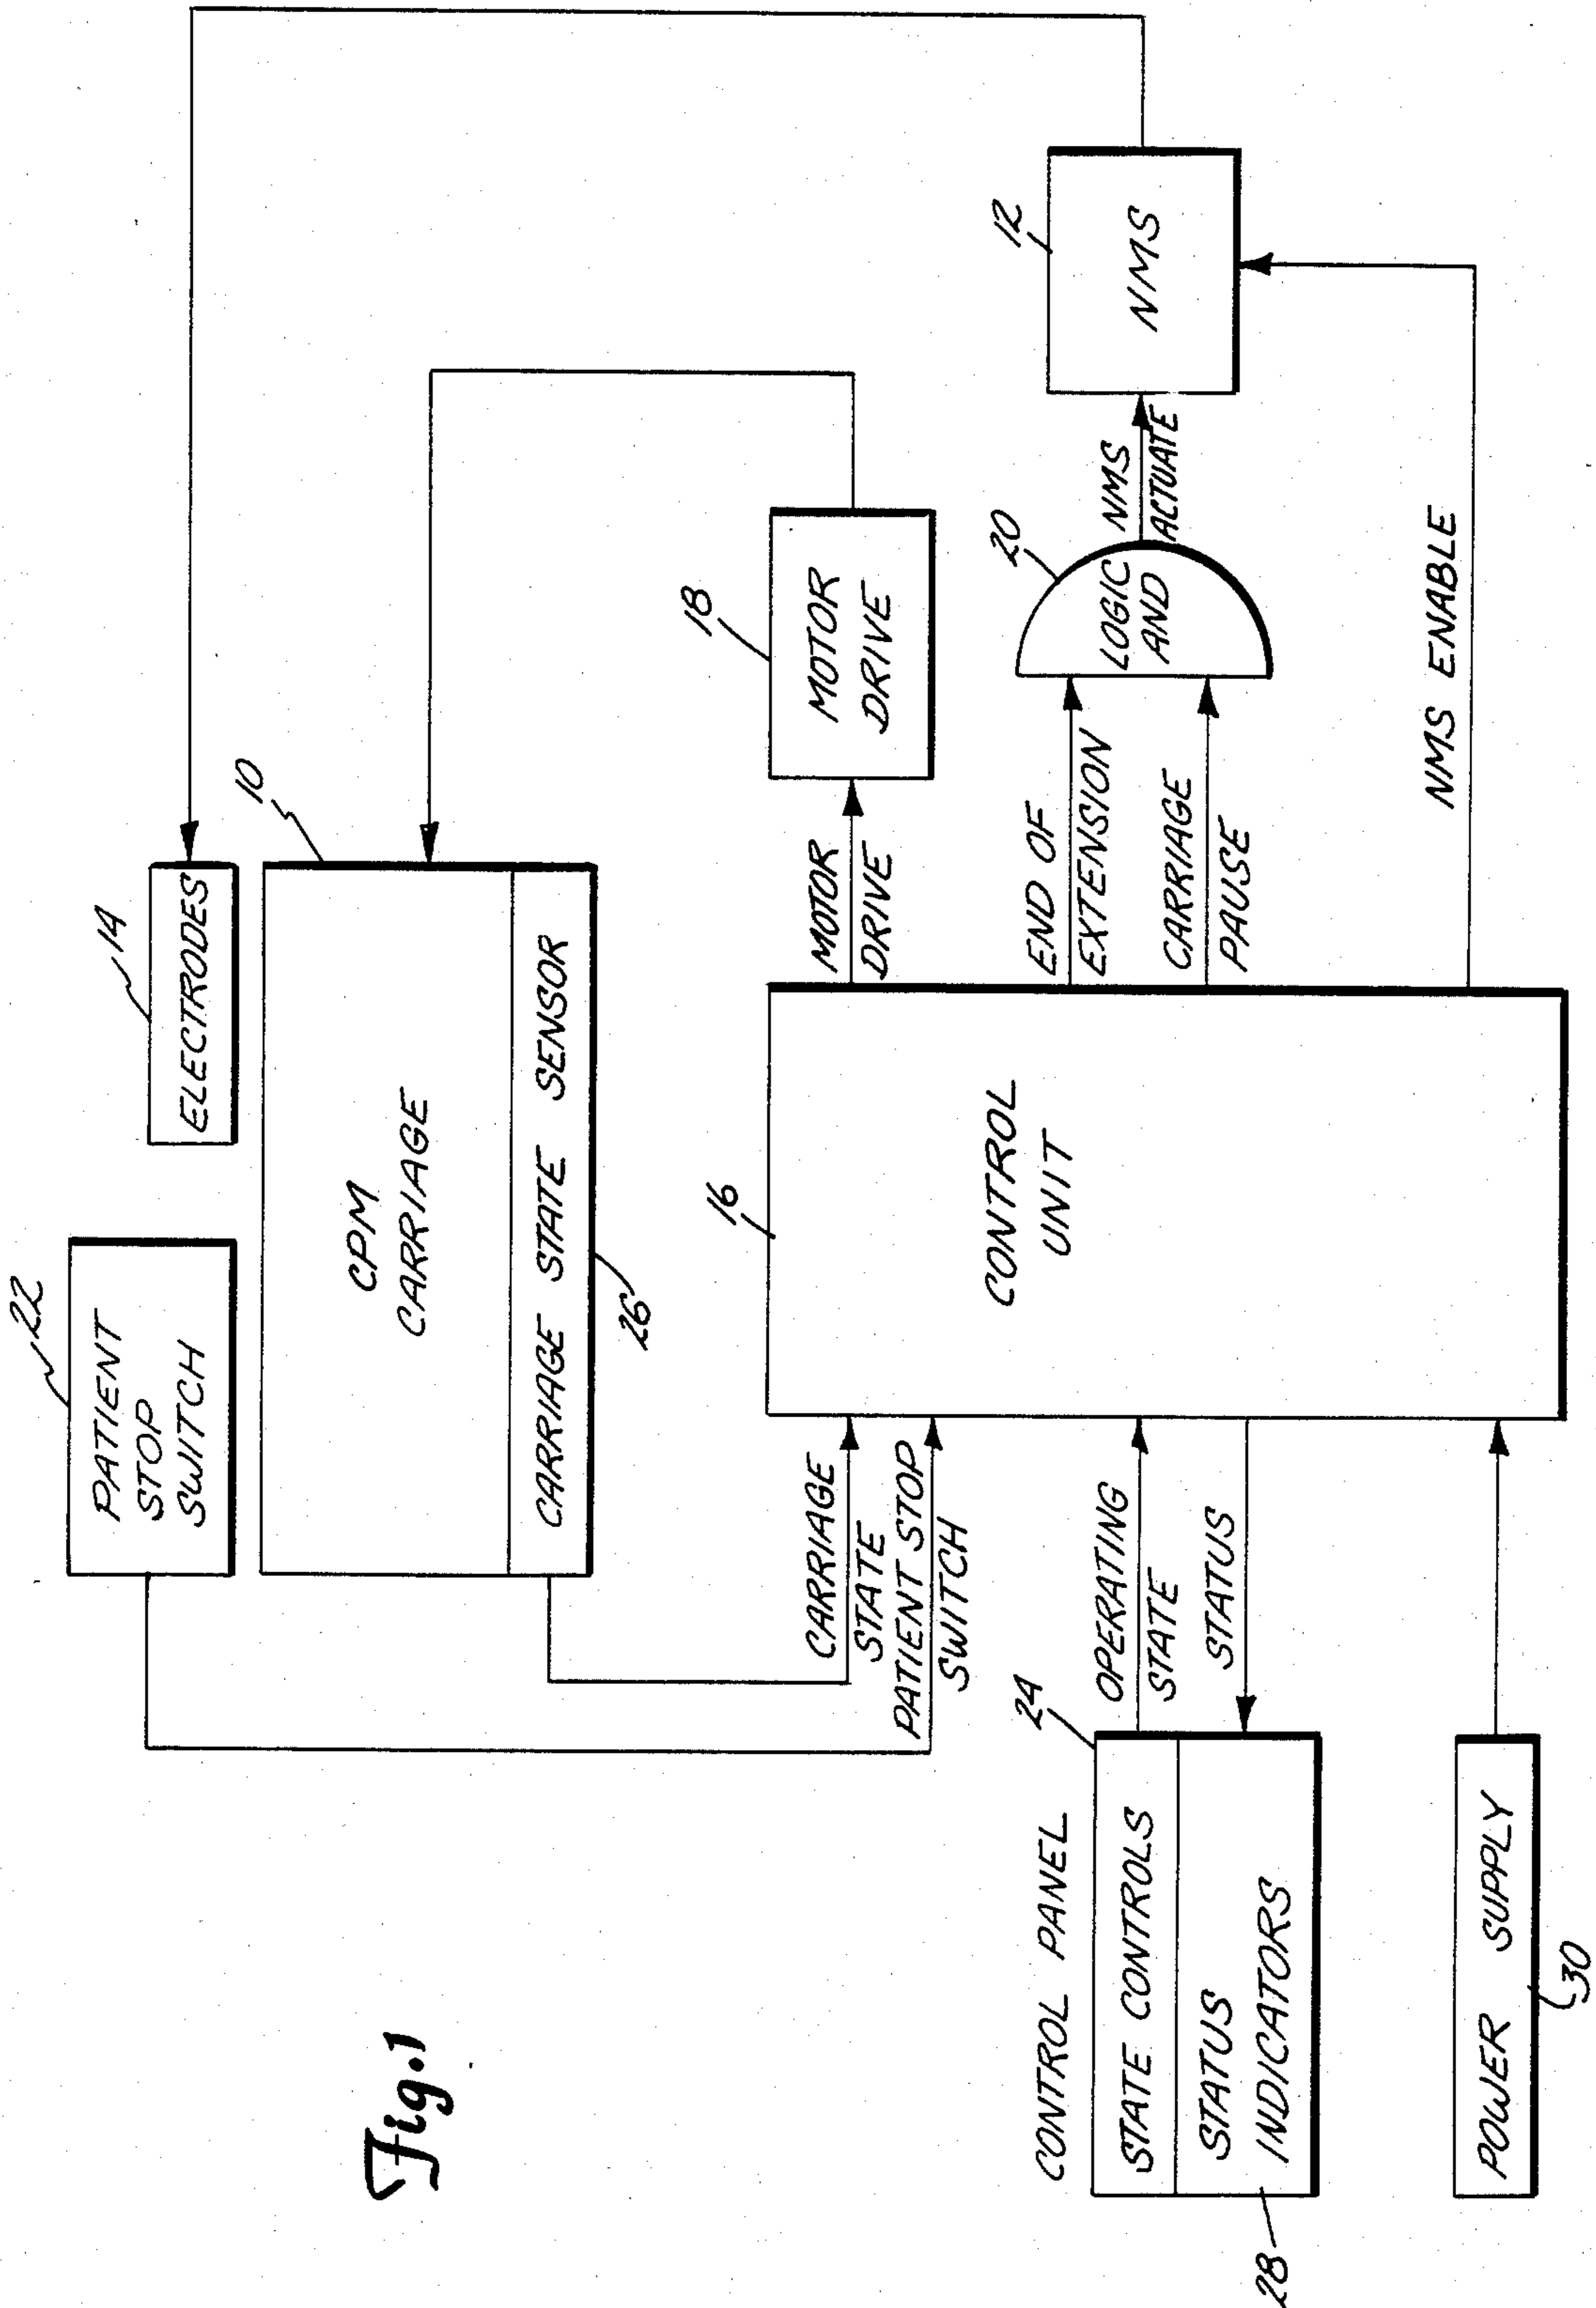 22
PATIENT
STOP
SWITCH
14
ELECTRODES
10
CPM
CARRIAGE
CARRIAGE STATE SENSOR
26
CARRIAGE
STATE
PATIENT STOP
SWITCH
16
CONTROL
UNIT
MOTOR
DRIVE
18
MOTOR
DRIVE
END OF
EXTENSION
CARRIAGE
PAUSE
20
LOGIC
AND
NMS
ACTUATE
12
NMS
NMS ENABLE
CONTROL PANEL
24
STATE CONTROLS
STATUS
INDICATORS
28
OPERATING
STATE
STATUS
POWER SUPPLY
30
Fig.1